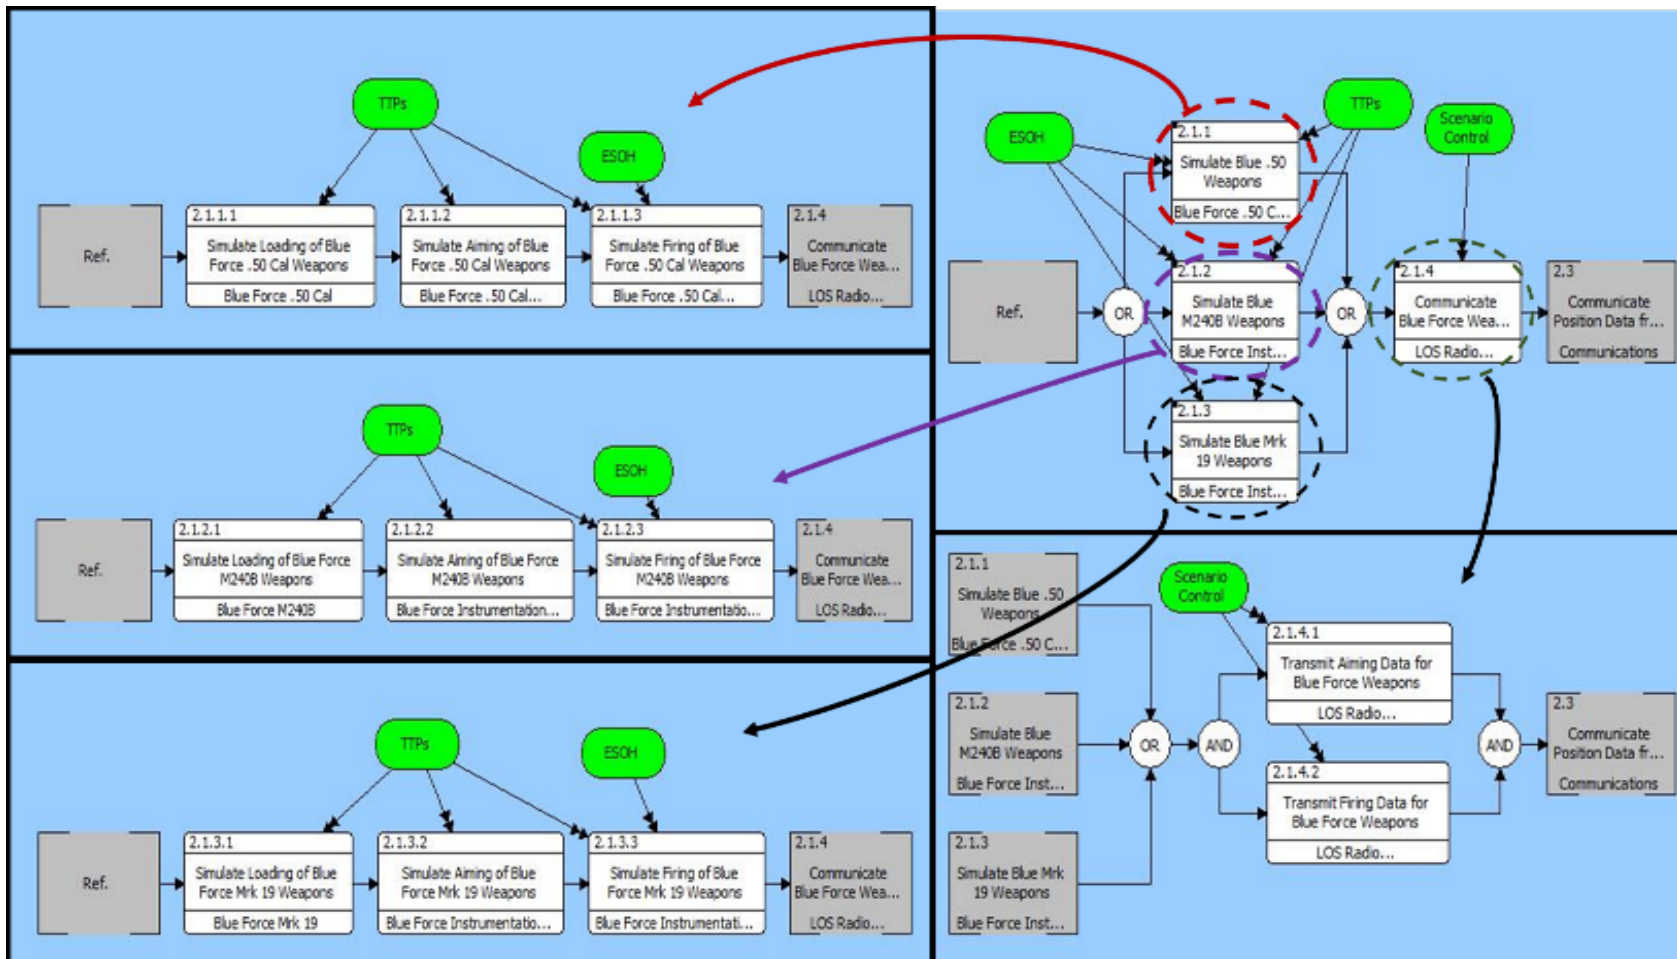 TTPs
ESOH
Ref.
2.1.1.1
Simulate Loading of Blue
Force .50 Cal Weapons
Blue Force .50 Cal
2.1.1.2
Simulate Aiming of Blue
Force .50 Cal Weapons
Blue Force .50 Cal...
2.1.1.3
Simulate Firing of Blue
Force .50 Cal Weapons
Blue Force .50 Cal...
2.1.4
Communicate
Blue Force Wea...
LOS Radio...
TTPs
ESOH
Ref.
2.1.2.1
Simulate Loading of Blue Force
M240B Weapons
Blue Force M240B
2.1.2.2
Simulate Aiming of Blue Force
M240B Weapons
Blue Force Instrumentation...
2.1.2.3
Simulate Firing of Blue Force
M240B Weapons
Blue Force Instrumentatio...
2.1.4
Communicate
Blue Force Wea...
LOS Radio...
TTPs
ESOH
Ref.
2.1.3.1
Simulate Loading of Blue
Force Mrk 19 Weapons
Blue Force Mrk 19
2.1.3.2
Simulate Aiming of Blue
Force Mrk 19 Weapons
Blue Force Instrumentatio...
2.1.3.3
Simulate Firing of Blue
Force Mrk 19 Weapons
Blue Force Instrumentati...
2.1.4
Communicate
Blue Force Wea...
LOS Radio...
ESOH
TTPs
Scenario
Control
Ref.
OR
2.1.1
Simulate Blue .50
Weapons
Blue Force .50 C...
2.1.2
Simulate Blue
M240B Weapons
Blue Force Inst...
2.1.3
Simulate Blue Mrk
19 Weapons
Blue Force Inst...
OR
2.1.4
Communicate
Blue Force Wea...
LOS Radio...
2.3
Communicate
Position Data fr...
Communications
2.1.1
Simulate Blue .50
Weapons
Blue Force .50 C...
2.1.2
Simulate Blue
M240B Weapons
Blue Force Inst...
2.1.3
Simulate Blue Mrk
19 Weapons
Blue Force Inst...
OR
AND
Scenario
Control
2.1.4.1
Transmit Aiming Data for
Blue Force Weapons
LOS Radio...
2.1.4.2
Transmit Firing Data for
Blue Force Weapons
LOS Radio...
AND
2.3
Communicate
Position Data fr...
Communications